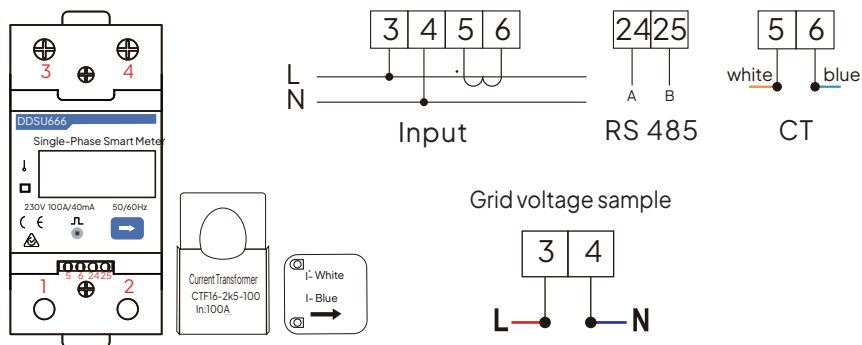 3 4
DDSU666
Single-Phase Smart Meter
230V 100A/40mA 50/60Hz
C E
5 6 24 25
1 2
Current Transformer
CTF16-2k5-100
In:100A
I- White
I- Blue
3 4 5 6
L
N
Input
24 25
A B
RS 485
5 6
white blue
CT
Grid voltage sample
3 4
L N